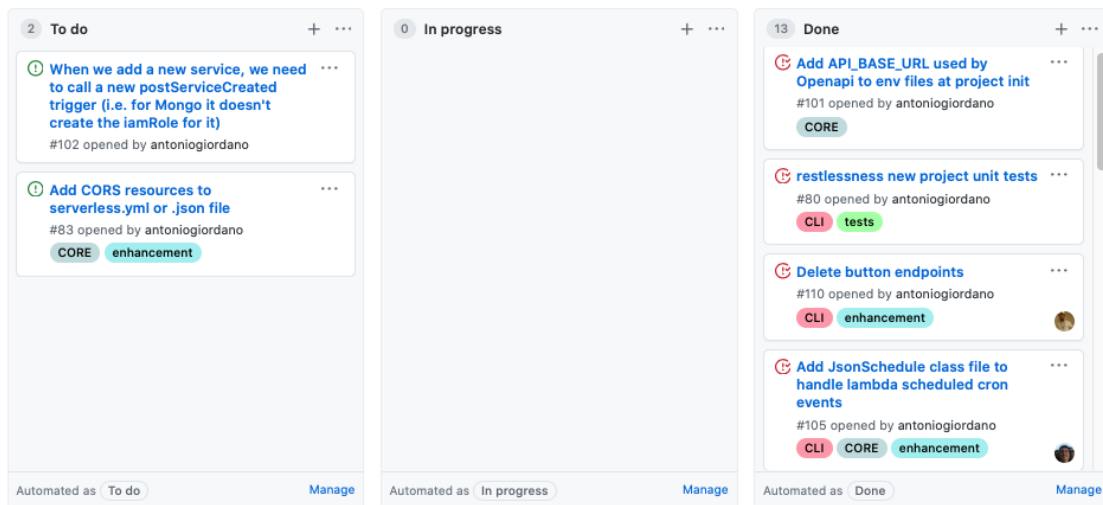 2 To do + ...
When we add a new service, we need ...
to call a new postServiceCreated
trigger (i.e. for Mongo it doesn't
create the iamRole for it)
#102 opened by antoniogiordano
Add CORS resources to ...
serverless.yml or .json file
#83 opened by antoniogiordano
CORE enhancement
Automated as To do Manage
0 In progress + ...
Automated as In progress Manage
13 Done + ...
Add API_BASE_URL used by ...
Openapi to env files at project init
#101 opened by antoniogiordano
CORE
restlessness new project unit tests ...
#80 opened by antoniogiordano
CLI tests
Delete button endpoints ...
#110 opened by antoniogiordano
CLI enhancement
Add JsonSchedule class file to ...
handle lambda scheduled cron
events
#105 opened by antoniogiordano
CLI CORE enhancement
Automated as Done Manage